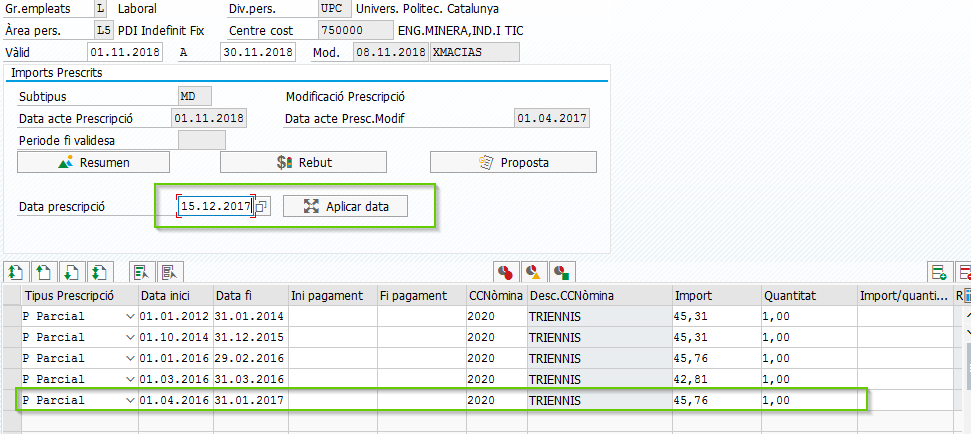 Gr.empleats L Laboral Div.pers. UPC Univers. Politec. Catalunya
Àrea pers. L5 PDI Indefinit Fix Centre cost 750000 ENG.MINERA,IND.I TIC
Vàlid 01.11.2018 A 30.11.2018 Mod. 08.11.2018 XMACIAS
Imports Prescrits
Subtipus MD Modificació Prescripció
Data acte Prescripció 01.11.2018 Data acte Presc.Modif 01.04.2017
Periode fi validesa
Resumen Rebut Proposta
Data prescripció 15.12.2017 Aplicar data
Tipus Prescripció Data inici Data fi Ini pagament Fi pagament CCNòmina Desc.CCNòmina Import Quantitat Import/quanti... R
P Parcial 01.01.2012 31.01.2014 2020 TRIENNIS 45,31 1,00
P Parcial 01.10.2014 31.12.2015 2020 TRIENNIS 45,31 1,00
P Parcial 01.01.2016 29.02.2016 2020 TRIENNIS 45,76 1,00
P Parcial 01.03.2016 31.03.2016 2020 TRIENNIS 42,81 1,00
P Parcial 01.04.2016 31.01.2017 2020 TRIENNIS 45,76 1,00